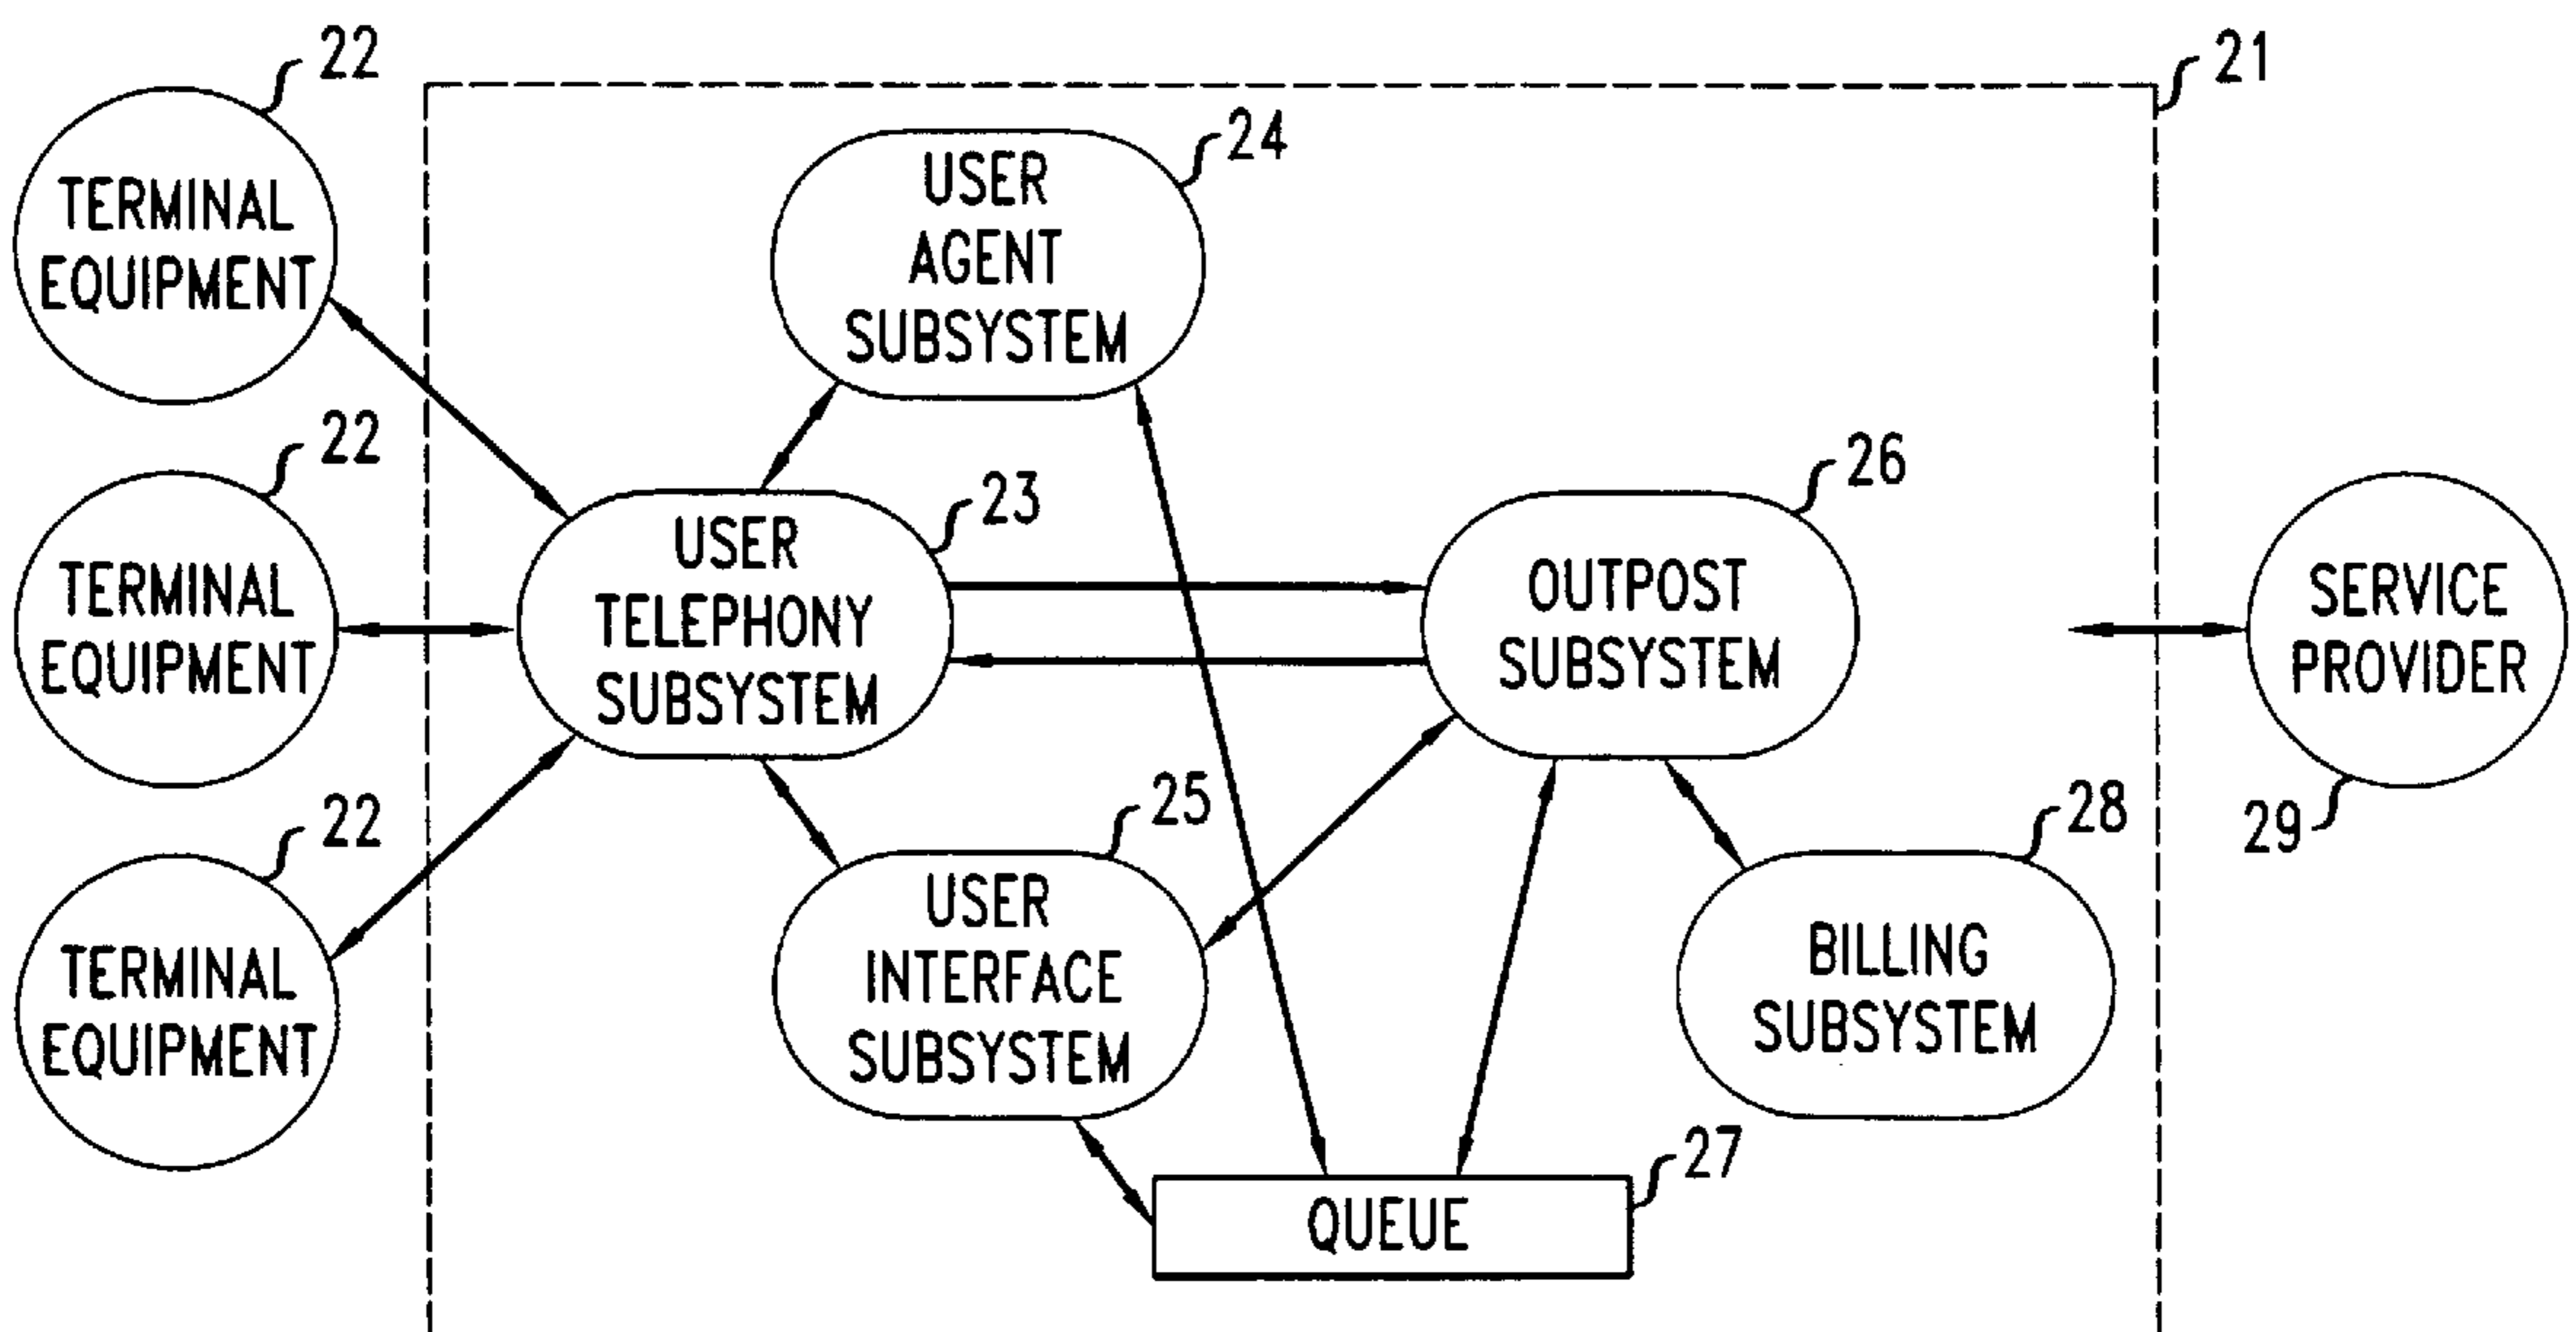 22
TERMINAL
EQUIPMENT
21
24
USER
AGENT
SUBSYSTEM
22
TERMINAL
EQUIPMENT
23
USER
TELEPHONY
SUBSYSTEM
26
OUTPOST
SUBSYSTEM
SERVICE
PROVIDER
29
22
TERMINAL
EQUIPMENT
25
USER
INTERFACE
SUBSYSTEM
28
BILLING
SUBSYSTEM
27
QUEUE